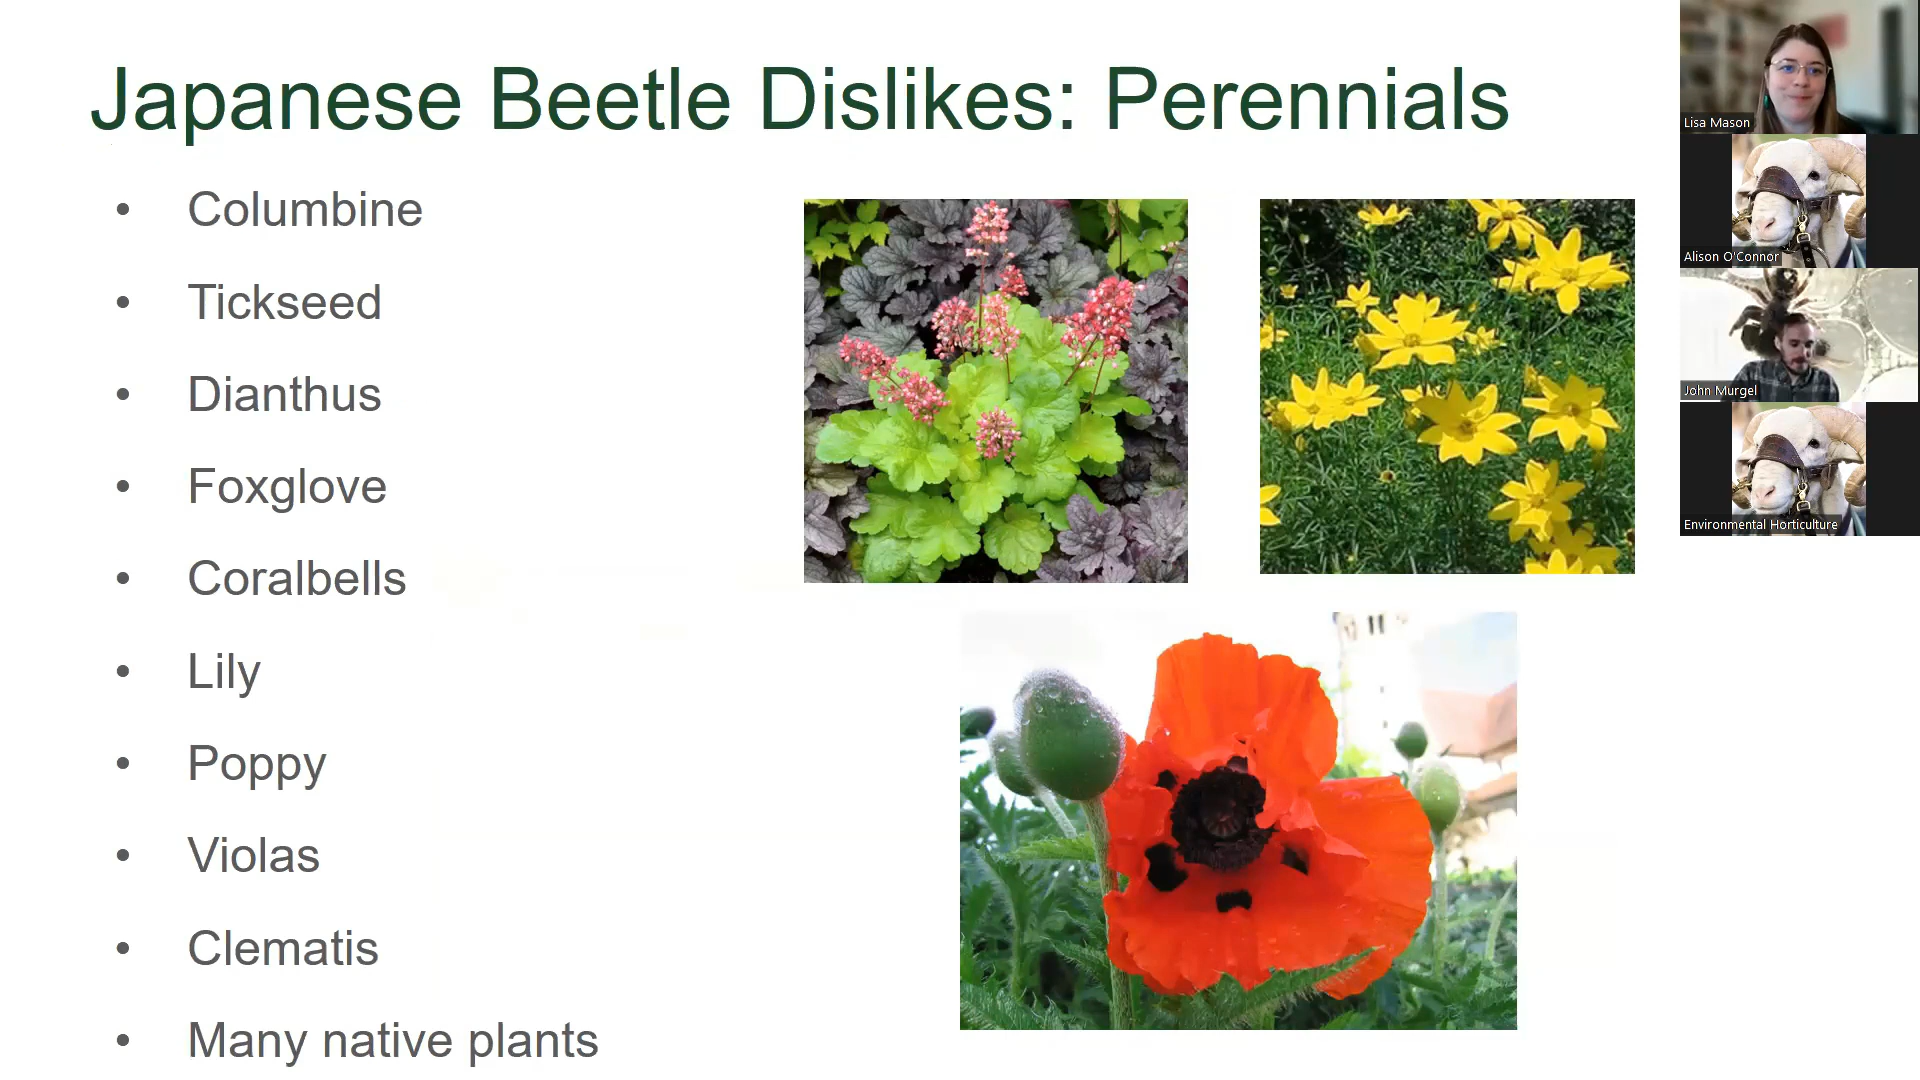 Japanese Beetle Dislikes: Perennials
• Columbine
• Tickseed
• Dianthus
• Foxglove
• Coralbells
• Lily
• Poppy
• Violas
• Clematis
• Many native plants
Lisa Mason
Alison O'Connor
John Murgel
Environmental Horticulture